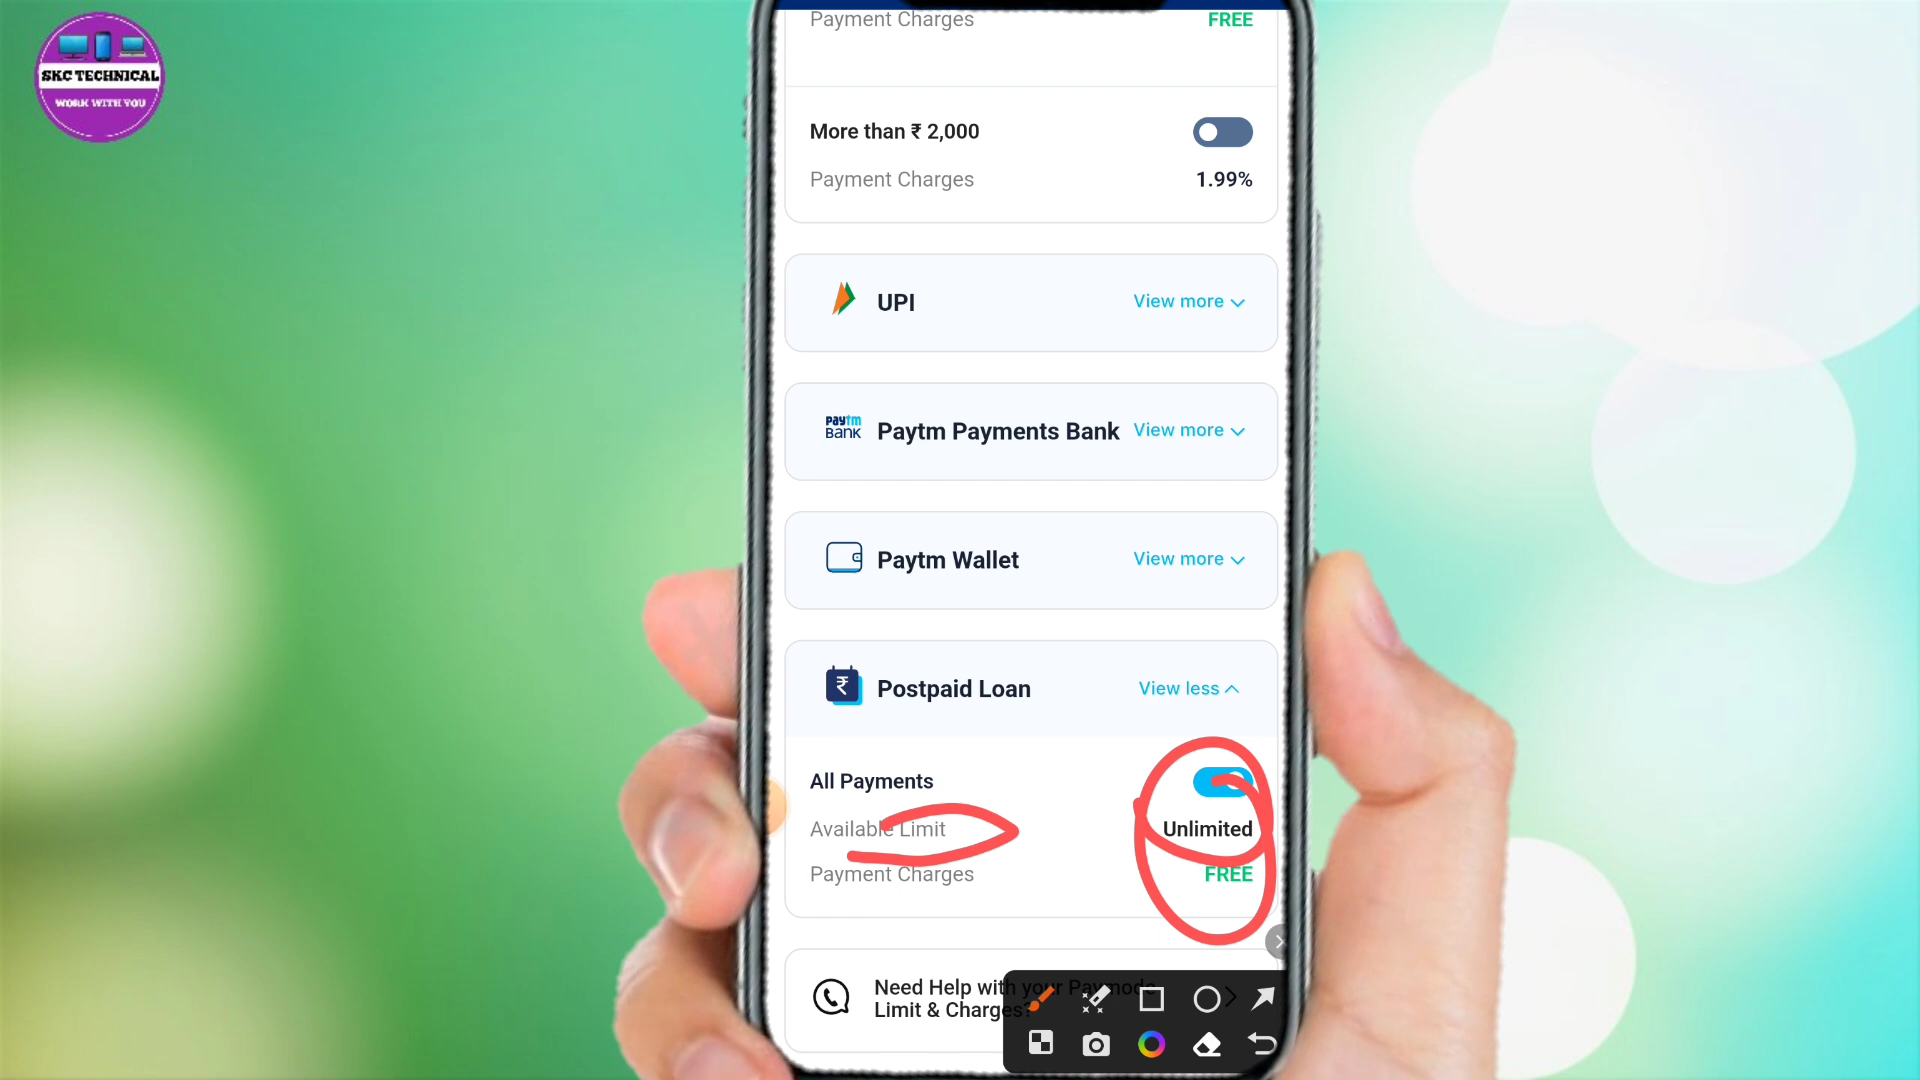 SKC TECHNICAL
WORK WITH YOU
Payment Charges FREE
More than ₹ 2,000
Payment Charges 1.99%
UPI View more
paytm BANK Paytm Payments Bank View more
Paytm Wallet View more
₹ Postpaid Loan View less
All Payments
Available Limit Unlimited
Payment Charges FREE
Need Help with your Paymode
Limit & Charges?